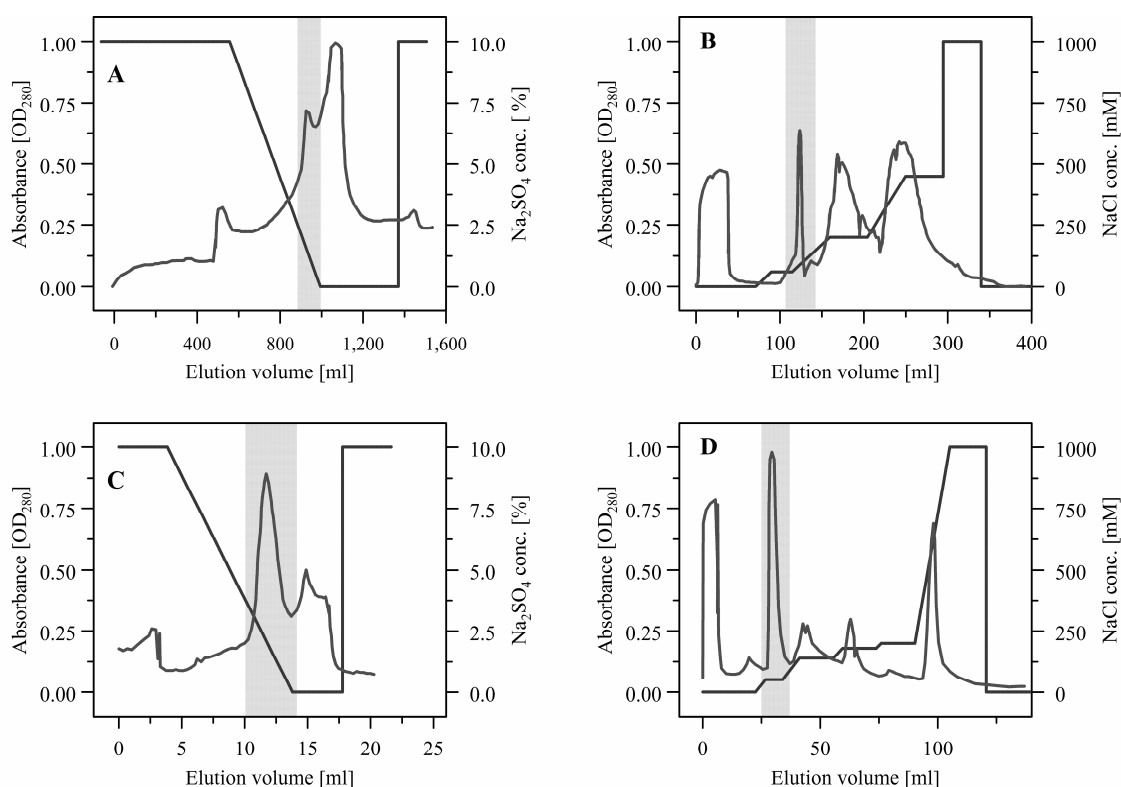 A
Absorbance [OD280]
1.00
0.75
0.50
0.25
0.00
10.0
7.5
5.0
2.5
0.0
Na2SO4 conc. [ %]
0 400 800 1,200 1,600
Elution volume [ml]
B
Absorbance [OD280]
1.00
0.75
0.50
0.25
0.00
1000
750
500
250
0
NaCl conc. [mM]
0 100 200 300 400
Elution volume [ml]
C
Absorbance [OD280]
1.00
0.75
0.50
0.25
0.00
10.0
7.5
5.0
2.5
0.0
Na2SO4 conc. [%]
0 5 10 15 20 25
Elution volume [ml]
D
Absorbance [OD280]
1.00
0.75
0.50
0.25
0.00
1000
750
500
250
0
NaCl conc. [mM]
0 50 100
Elution volume [ml]